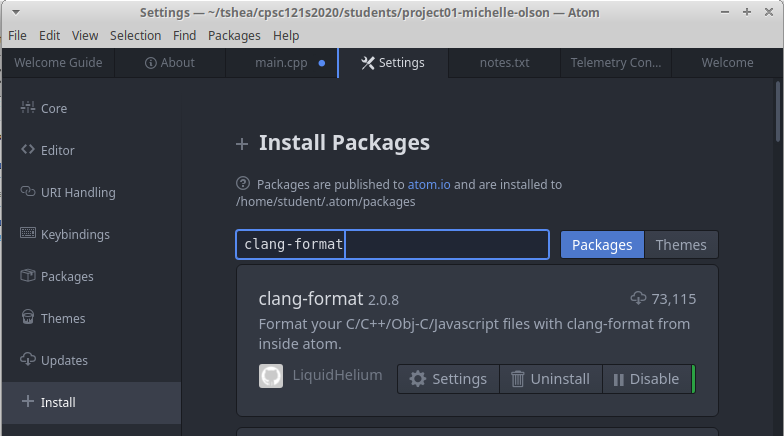 Settings — ~/tshea/cpsc121s2020/students/project01-michelle-olson — Atom
File Edit View Selection Find Packages Help
Welcome Guide About main.cpp Settings notes.txt Telemetry Con... Welcome
Core
Editor
URI Handling
Keybindings
Packages
Themes
Updates
Install
Install Packages
Packages are published to atom.io and are installed to
/home/student/.atom/packages
clang-format Packages Themes
clang-format 2.0.8 73,115
Format your C/C++/Obj-C/Javascript files with clang-format from
inside atom.
LiquidHelium Settings Uninstall Disable